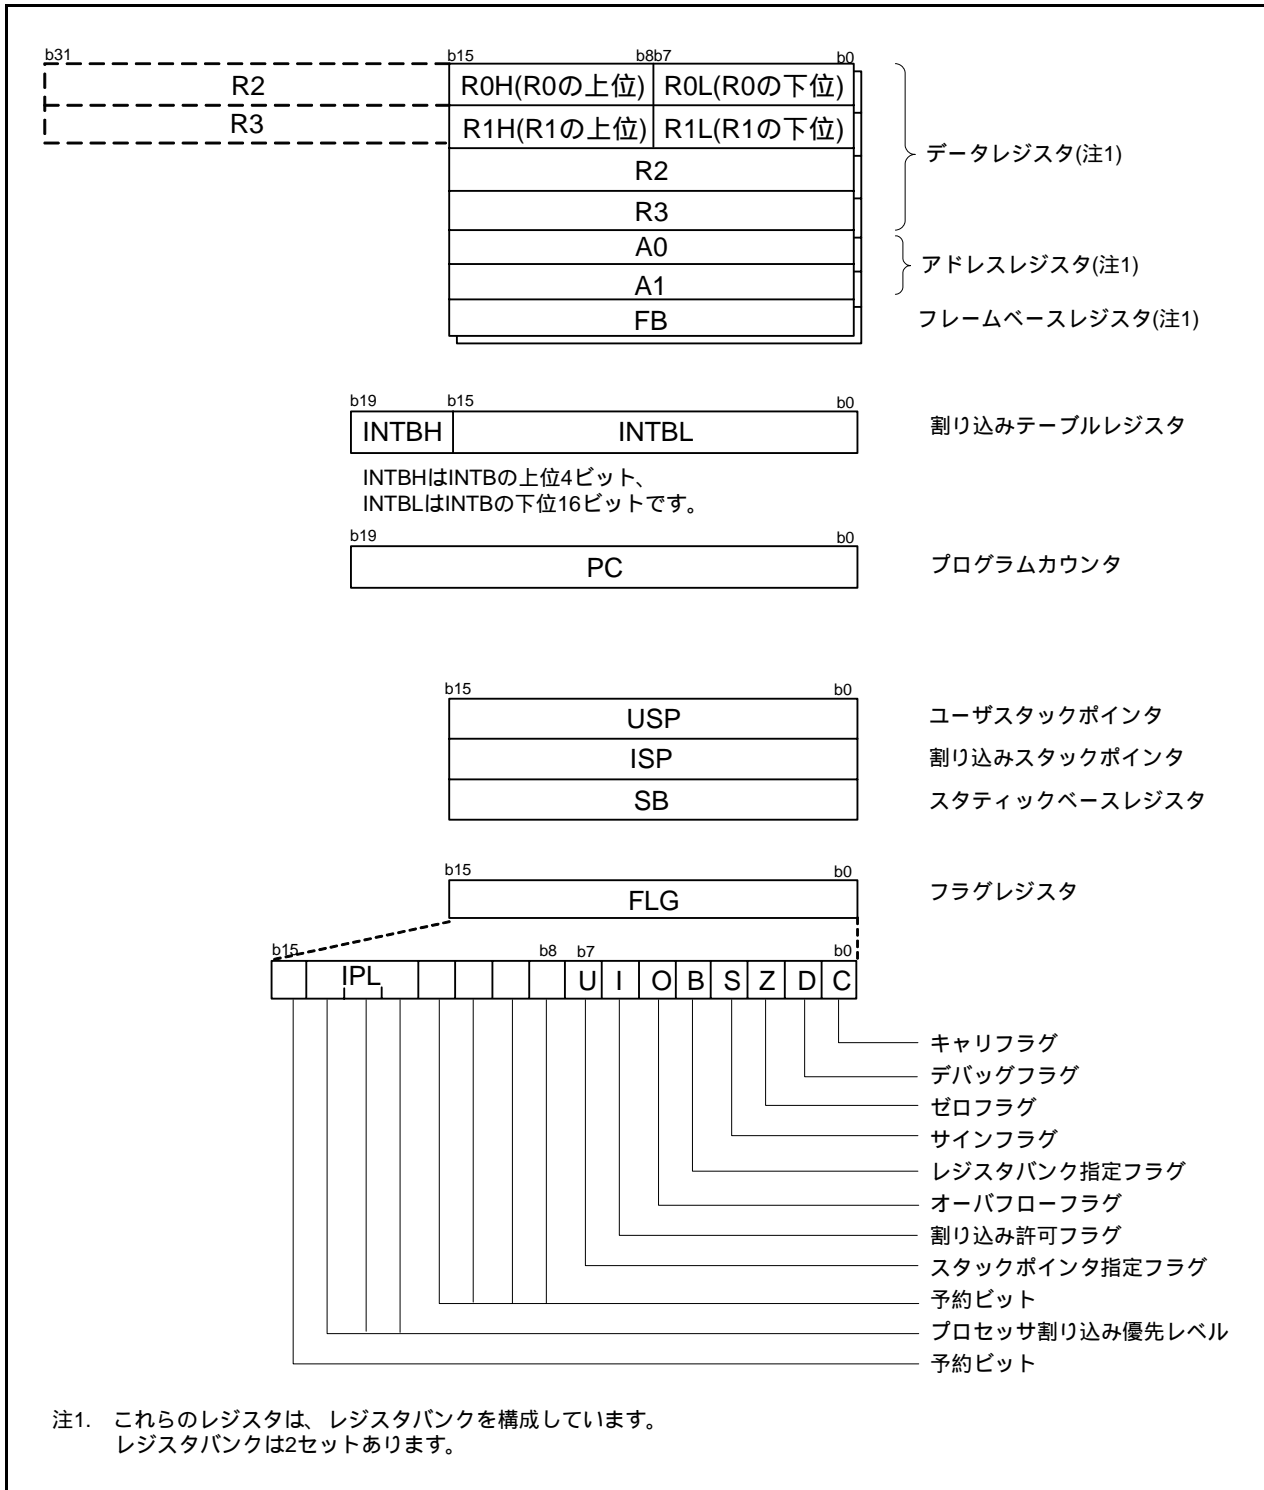 b31 b15 b8b7 b0
R2 R0H(R0の上位) R0L(R0の下位)
R3 R1H(R1の上位) R1L(R1の下位)
データレジスタ(注1)
R2
R3
A0
アドレスレジスタ(注1)
A1
FB フレームベースレジスタ(注1)
b19 b15 b0
INTBH INTBL 割り込みテーブルレジスタ
INTBHはINTBの上位4ビット、
INTBLはINTBの下位16ビットです。
b19 b0
PC プログラムカウンタ
b15 b0
USP ユーザスタックポインタ
ISP 割り込みスタックポインタ
SB スタティックベースレジスタ
b15 b0
FLG フラグレジスタ
b15 b8 b7 b0
IPL U I O B S Z D C
キャリフラグ
デバッグフラグ
ゼロフラグ
サインフラグ
レジスタバンク指定フラグ
オーバフローフラグ
割り込み許可フラグ
スタックポインタ指定フラグ
予約ビット
プロセッサ割り込み優先レベル
予約ビット
注1. これらのレジスタは、レジスタバンクを構成しています。
レジスタバンクは2セットあります。